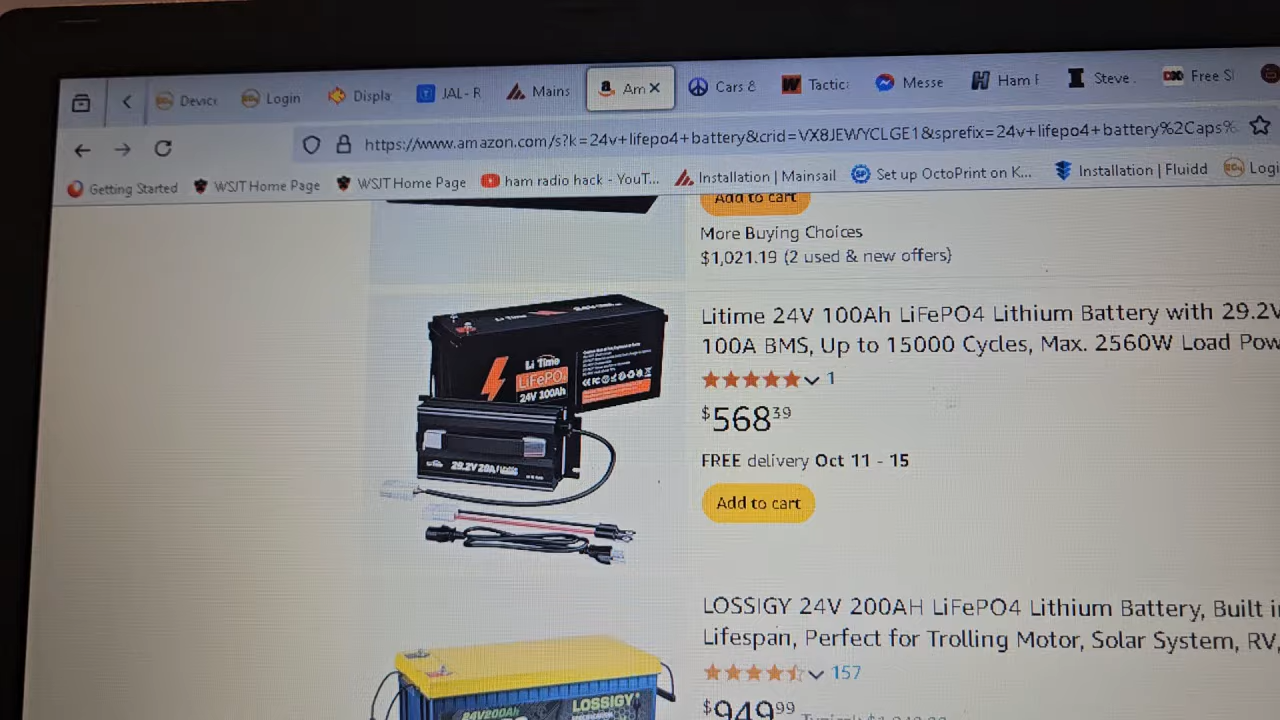 Device
Login
Displa
JAL - R
Mains
Am
Cars &
Tactic
Messe
Ham F
Steve
Free S
https://www.amazon.com/s?k=24v+lifepo4+battery&crid=VX8JEWYCLGE1&sprefix=24v+lifepo4+battery%2Caps%
Getting Started
WSJT Home Page
WSJT Home Page
ham radio hack - YouT...
Installation | Mainsail
Set up OctoPrint on K...
Installation | Fluidd
Logi
Add to cart
More Buying Choices
$1,021.19 (2 used & new offers)
Li Time
Li Time
LiFePO4
24V 100Ah
29.2V 20A
Litime 24V 100Ah LiFePO4 Lithium Battery with 29.2V
100A BMS, Up to 15000 Cycles, Max. 2560W Load Pow
1
$568.39
FREE delivery Oct 11 - 15
Add to cart
LOSSIGY 24V 200AH LiFePO4 Lithium Battery, Built i
Lifespan, Perfect for Trolling Motor, Solar System, RV,
157
$949.99
24V200Ah
LOSSIGY